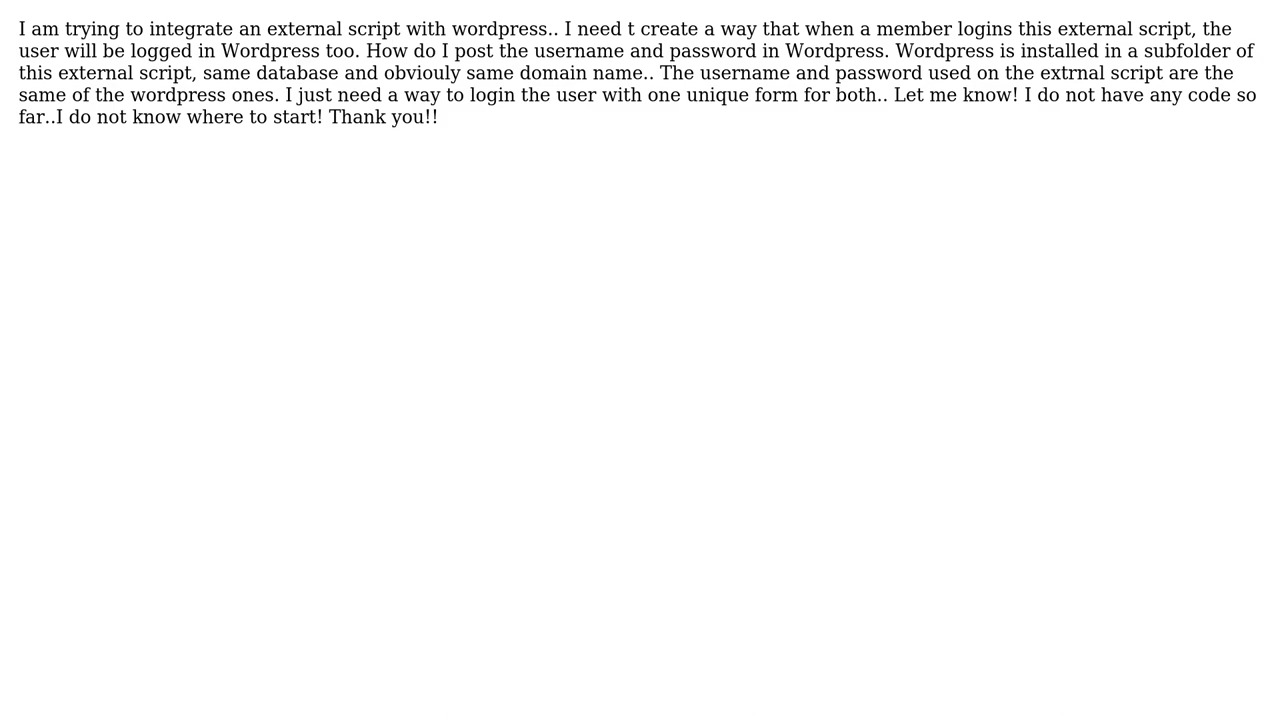 I am trying to integrate an external script with wordpress.. I need t create a way that when a member logins this external script, the
user will be logged in Wordpress too. How do I post the username and password in Wordpress. Wordpress is installed in a subfolder of
this external script, same database and obviouly same domain name.. The username and password used on the extrnal script are the
same of the wordpress ones. I just need a way to login the user with one unique form for both.. Let me know! I do not have any code so
far..I do not know where to start! Thank you!!